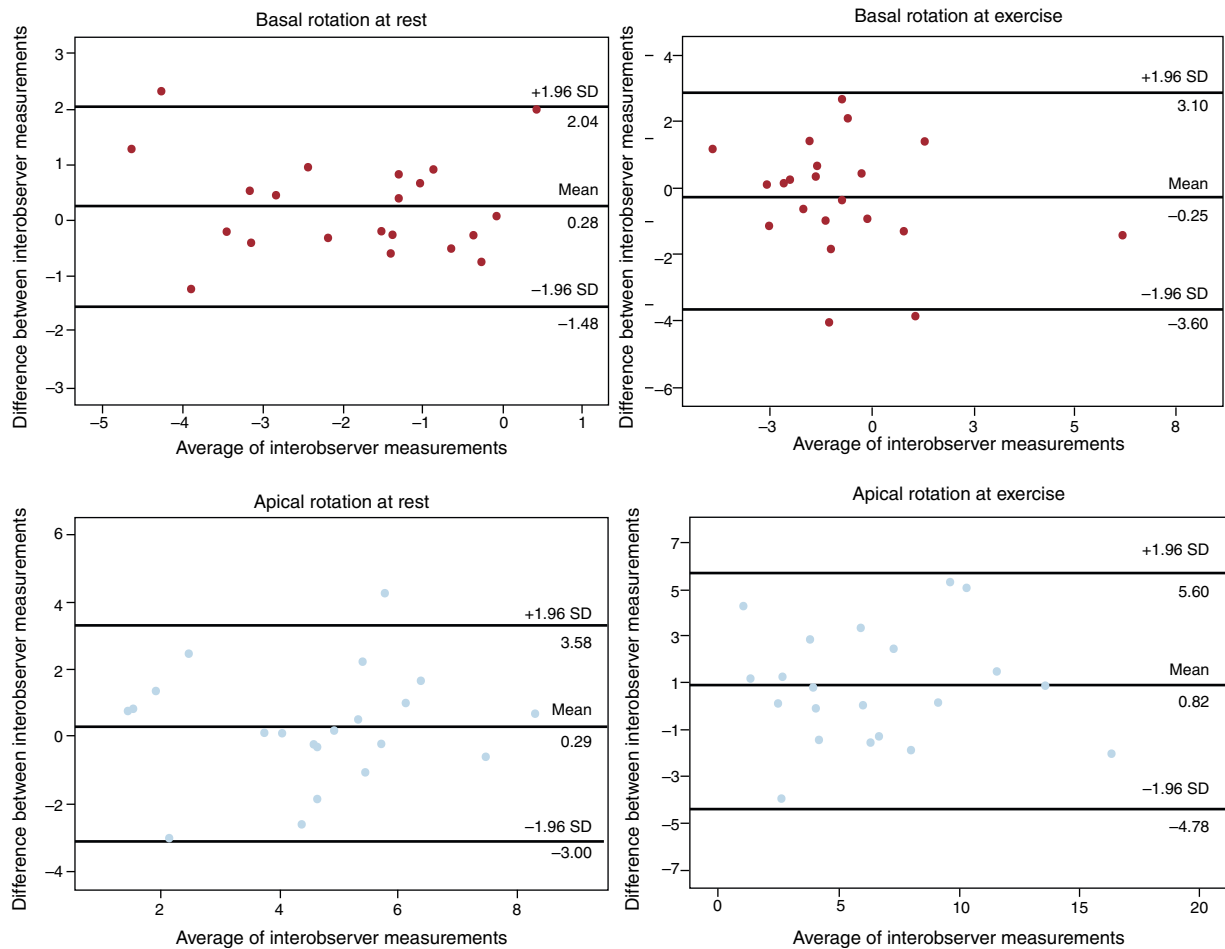 Basal rotation at rest
Difference between interobserver measurements
3
2
1
0
–1
–2
–3
+1.96 SD
2.04
Mean
0.28
–1.96 SD
–1.48
–5
–4
–3
–2
–1
0
1
Average of interobserver measurements
Basal rotation at exercise
Difference between interobserver measurements
4
2
0
–2
–4
–6
+1.96 SD
3.10
Mean
–0.25
–1.96 SD
–3.60
–3
0
3
5
8
Average of interobserver measurements
Apical rotation at rest
Difference between interobserver measurements
6
4
2
0
–2
–4
+1.96 SD
3.58
Mean
0.29
–1.96 SD
–3.00
2
4
6
8
Average of interobserver measurements
Apical rotation at exercise
Difference between interobserver measurements
7
5
3
1
–1
–3
–5
–7
+1.96 SD
5.60
Mean
0.82
–1.96 SD
–4.78
0
5
10
15
20
Average of interobserver measurements